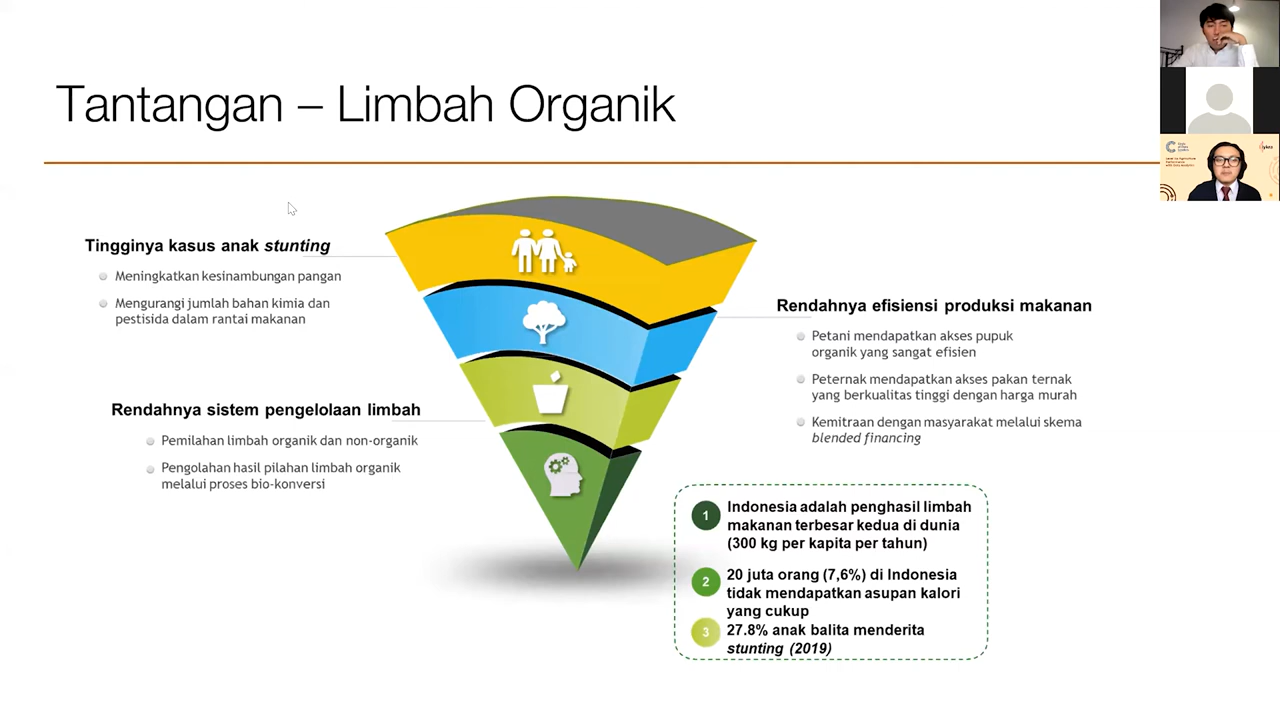 Tantangan – Limbah Organik
Tingginya kasus anak stunting
Meningkatkan kesinambungan pangan
Mengurangi jumlah bahan kimia dan
pestisida dalam rantai makanan
Rendahnya efisiensi produksi makanan
Petani mendapatkan akses pupuk
organik yang sangat efisien
Peternak mendapatkan akses pakan ternak
yang berkualitas tinggi dengan harga murah
Kemitraan dengan masyarakat melalui skema
blended financing
Rendahnya sistem pengelolaan limbah
Pemilahan limbah organik dan non-organik
Pengolahan hasil pilahan limbah organik
melalui proses bio-konversi
1
Indonesia adalah penghasil limbah
makanan terbesar kedua di dunia
(300 kg per kapita per tahun)
2
20 juta orang (7,6%) di Indonesia
tidak mendapatkan asupan kalori
yang cukup
3
27.8% anak balita menderita
stunting (2019)